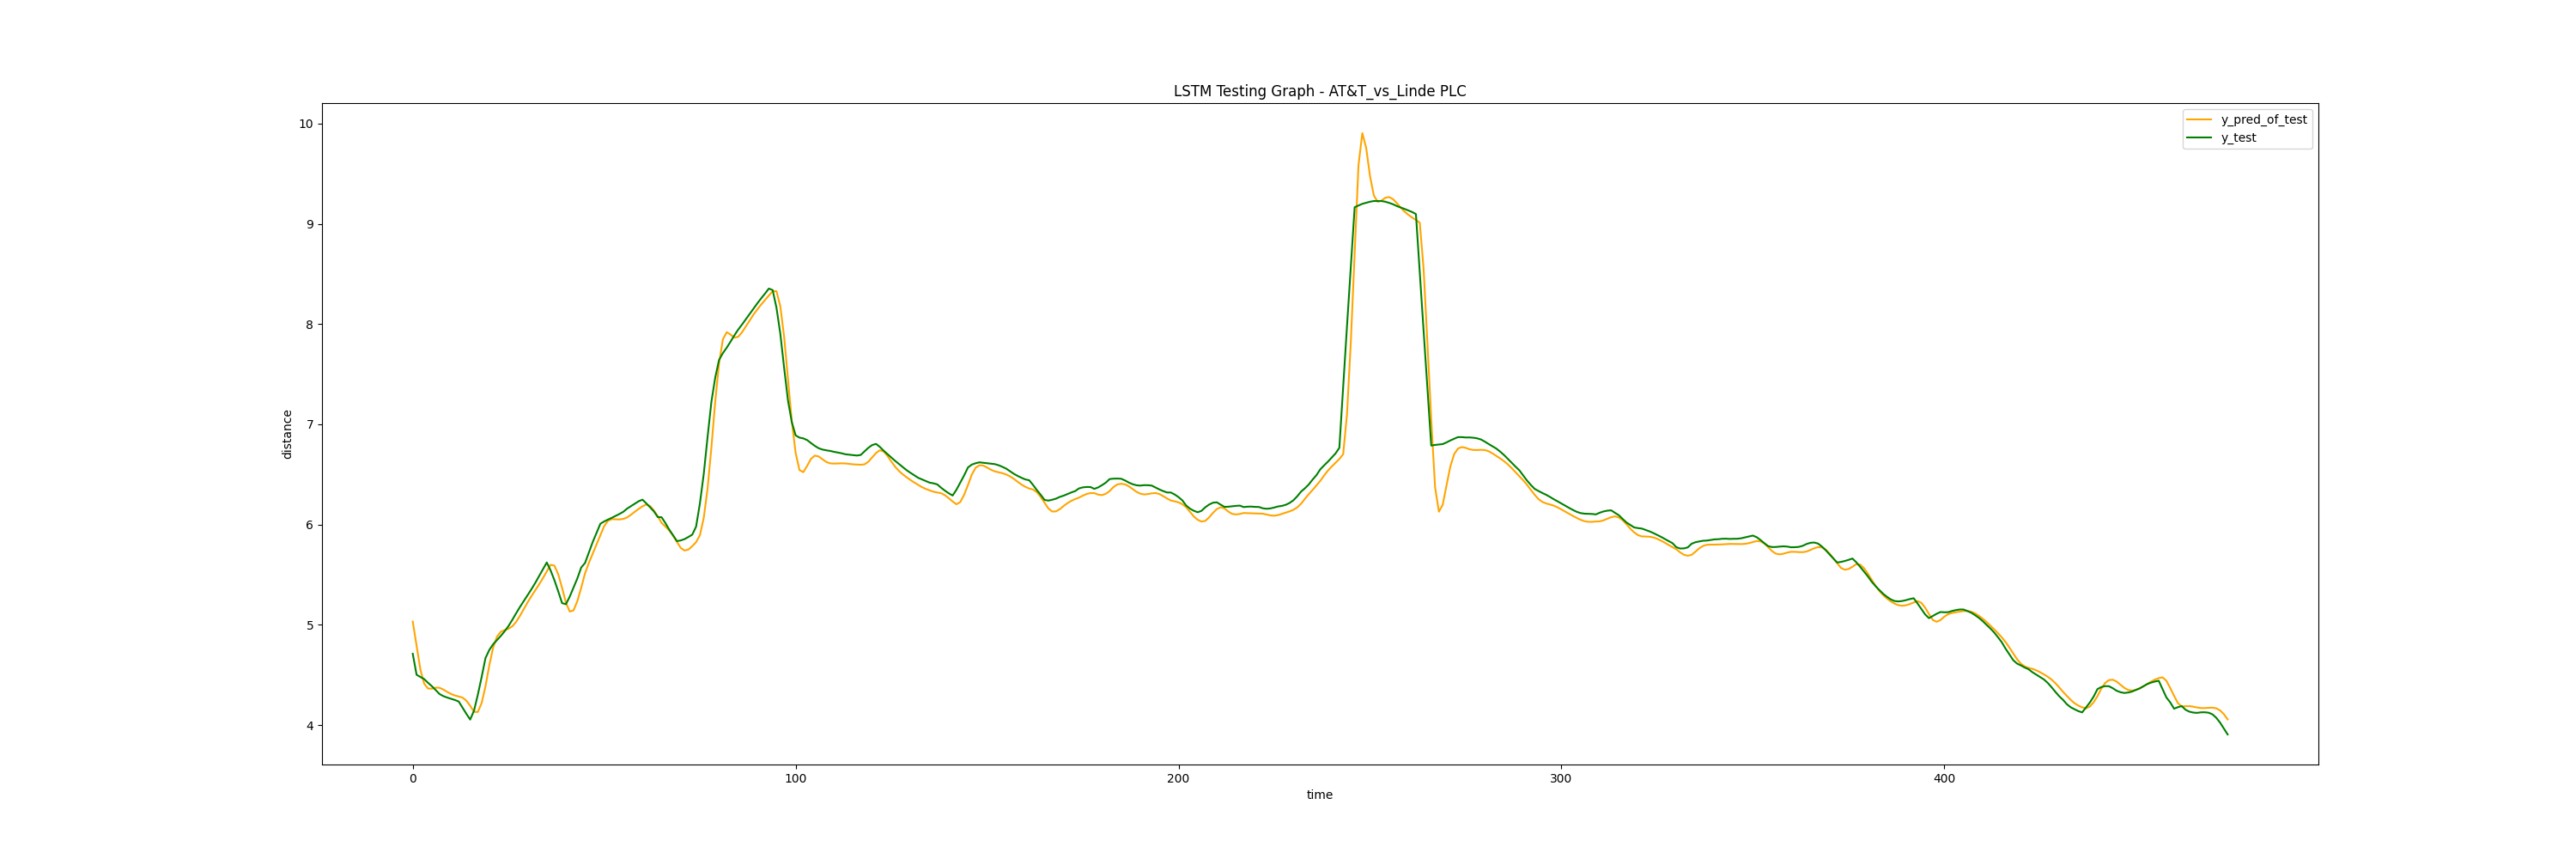 LSTM Testing Graph - AT&T_vs_Linde PLC
y_pred_of_test
y_test
distance
10
9
8
7
6
5
4
0 100 200 300 400
time